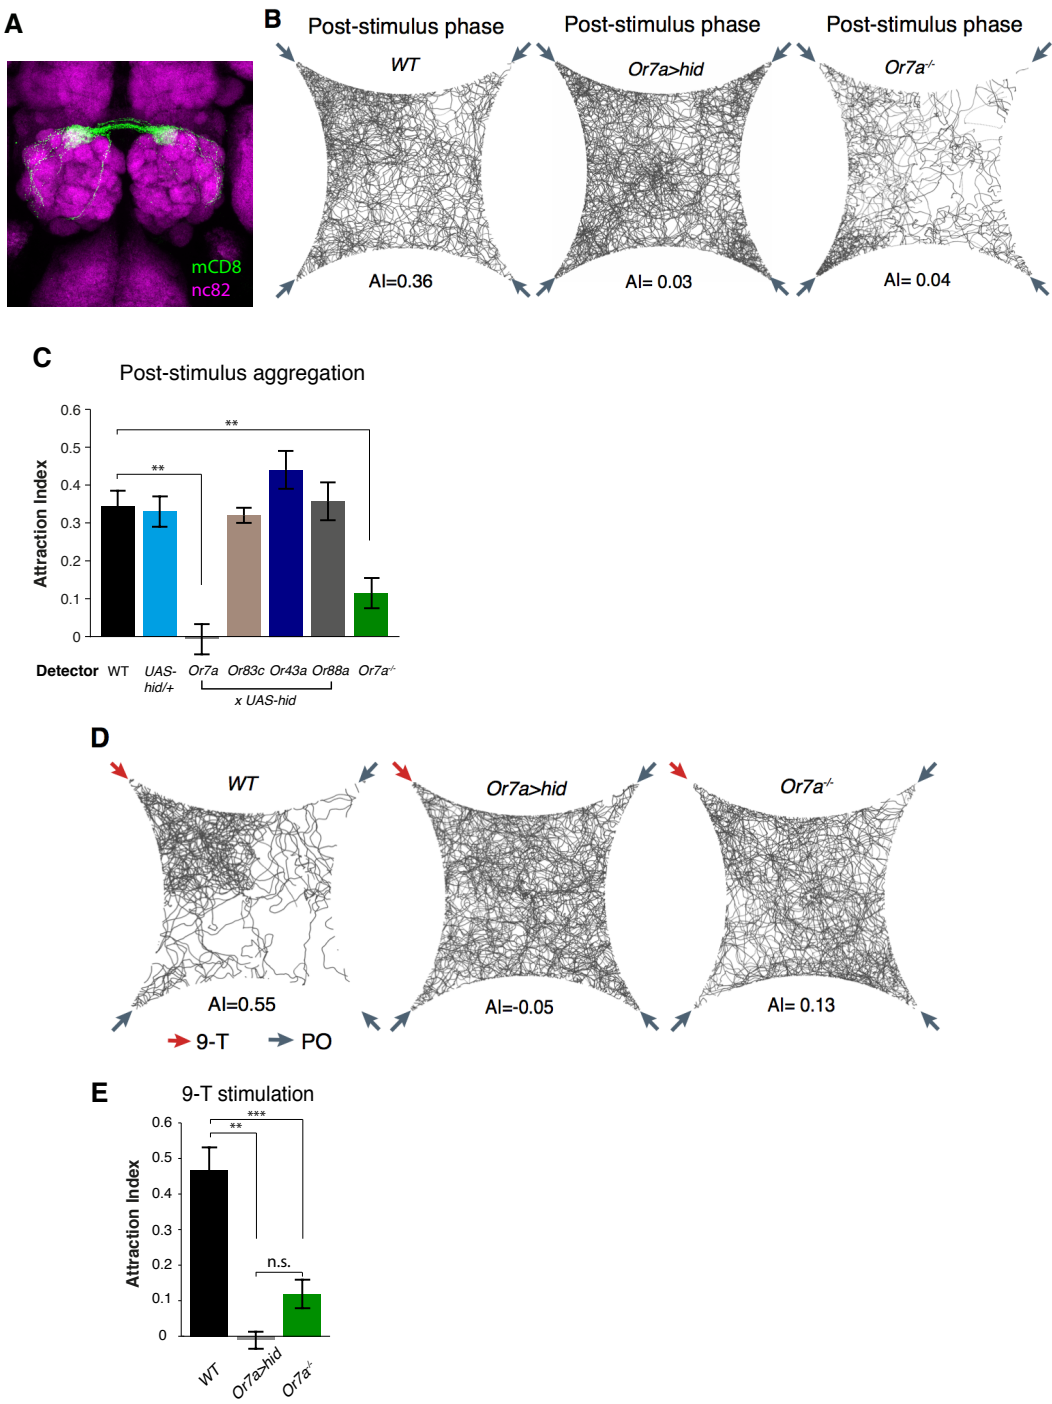 A
mCD8
nc82
B
Post-stimulus phase
Post-stimulus phase
Post-stimulus phase
WT
Or7a>hid
Or7a-/-
AI=0.36
AI= 0.03
AI= 0.04
C
Post-stimulus aggregation
Attraction Index
0.6
0.5
0.4
0.3
0.2
0.1
0
**
**
Detector
WT
UAS-
hid/+
Or7a
Or83c
Or43a
Or88a
Or7a-/-
x UAS-hid
D
WT
Or7a>hid
Or7a-/-
AI=0.55
AI=-0.05
AI= 0.13
9-T
PO
E
9-T stimulation
Attraction Index
0.6
0.5
0.4
0.3
0.2
0.1
0
***
**
n.s.
WT
Or7a>hid
Or7a-/-